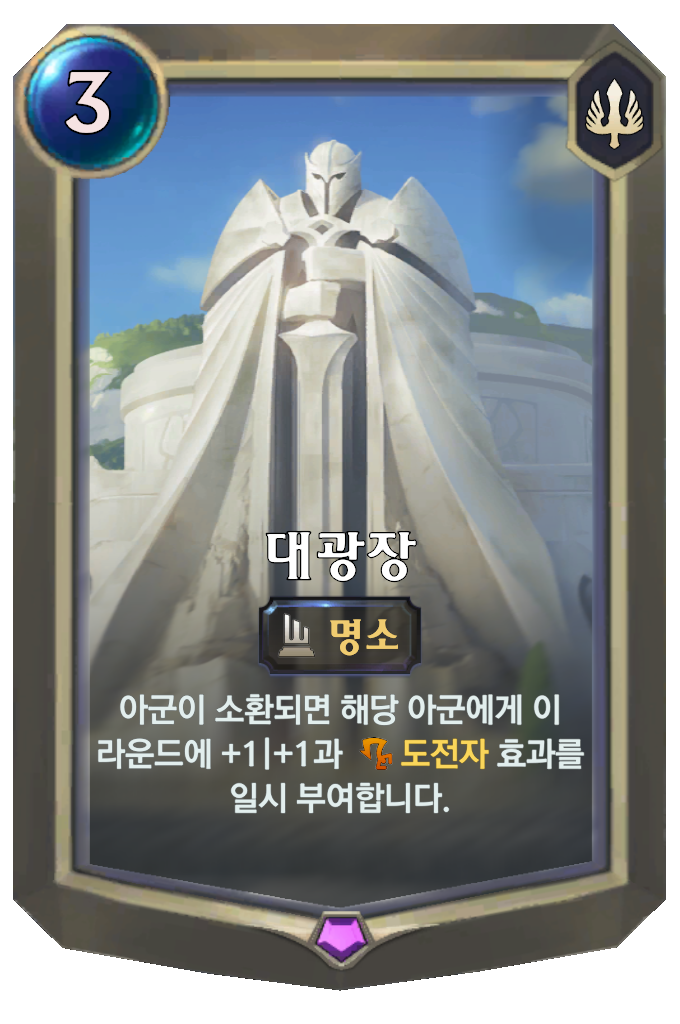 3
대광장
명소
아군이 소환되면 해당 아군에게 이
라운드에 +1|+1과 도전자 효과를
일시 부여합니다.